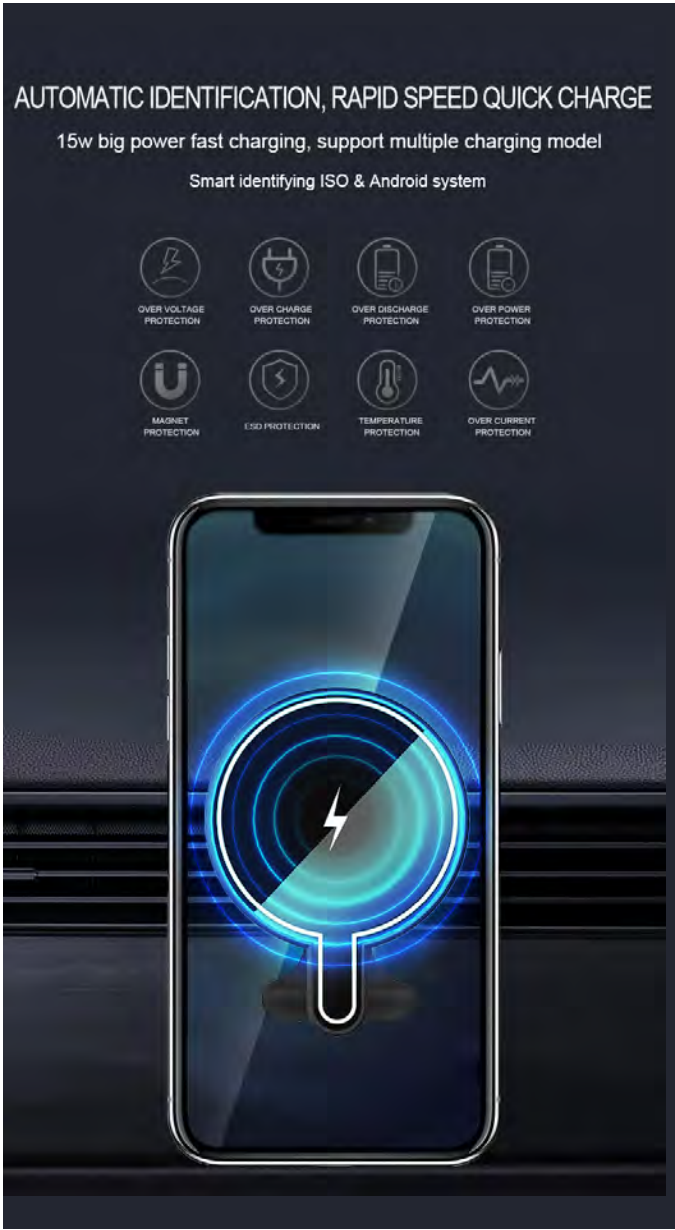 AUTOMATIC IDENTIFICATION, RAPID SPEED QUICK CHARGE
15w big power fast charging, support multiple charging model
Smart identifying ISO & Android system
OVER VOLTAGE
PROTECTION
OVER CHARGE
PROTECTION
OVER DISCHARGE
PROTECTION
OVER POWER
PROTECTION
MAGNET
PROTECTION
ESD PROTECTION
TEMPERATURE
PROTECTION
OVER CURRENT
PROTECTION